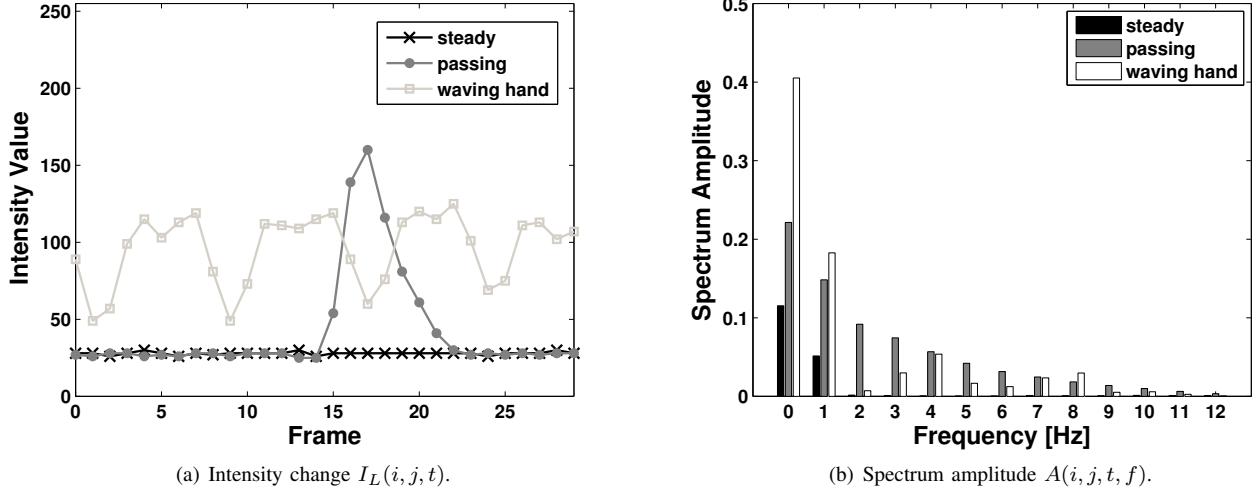 250
200
150
100
50
0
Intensity Value
steady
passing
waving hand
0 5 10 15 20 25
Frame
(a) Intensity change I_L(i, j, t).
0.5
0.4
0.3
0.2
0.1
0
Spectrum Amplitude
steady
passing
waving hand
0 1 2 3 4 5 6 7 8 9 10 11 12
Frequency [Hz]
(b) Spectrum amplitude A(i, j, t, f).